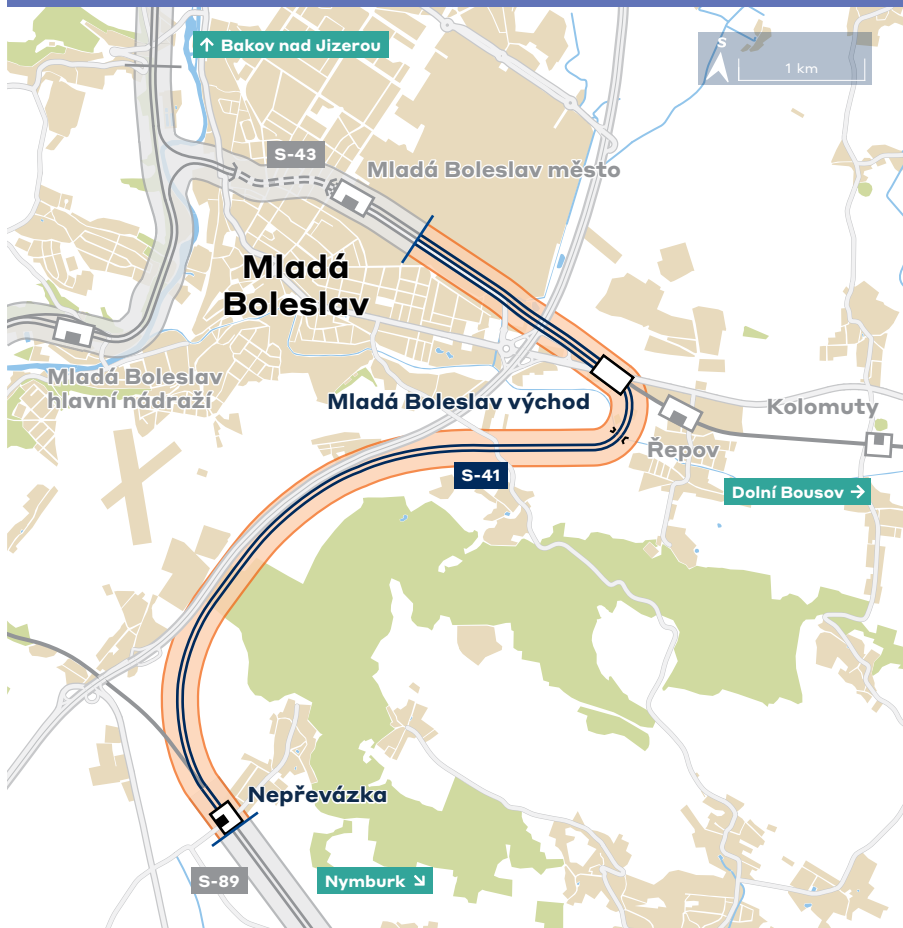 ↑ Bakov nad Jizerou
S
1 km
S-43
Mladá Boleslav město
Mladá
Boleslav
Mladá Boleslav
hlavní nádraží
Mladá Boleslav východ
Kolomuty
Řepov
S-41
Dolní Bousov →
Nepřevázka
S-89
Nymburk ↘